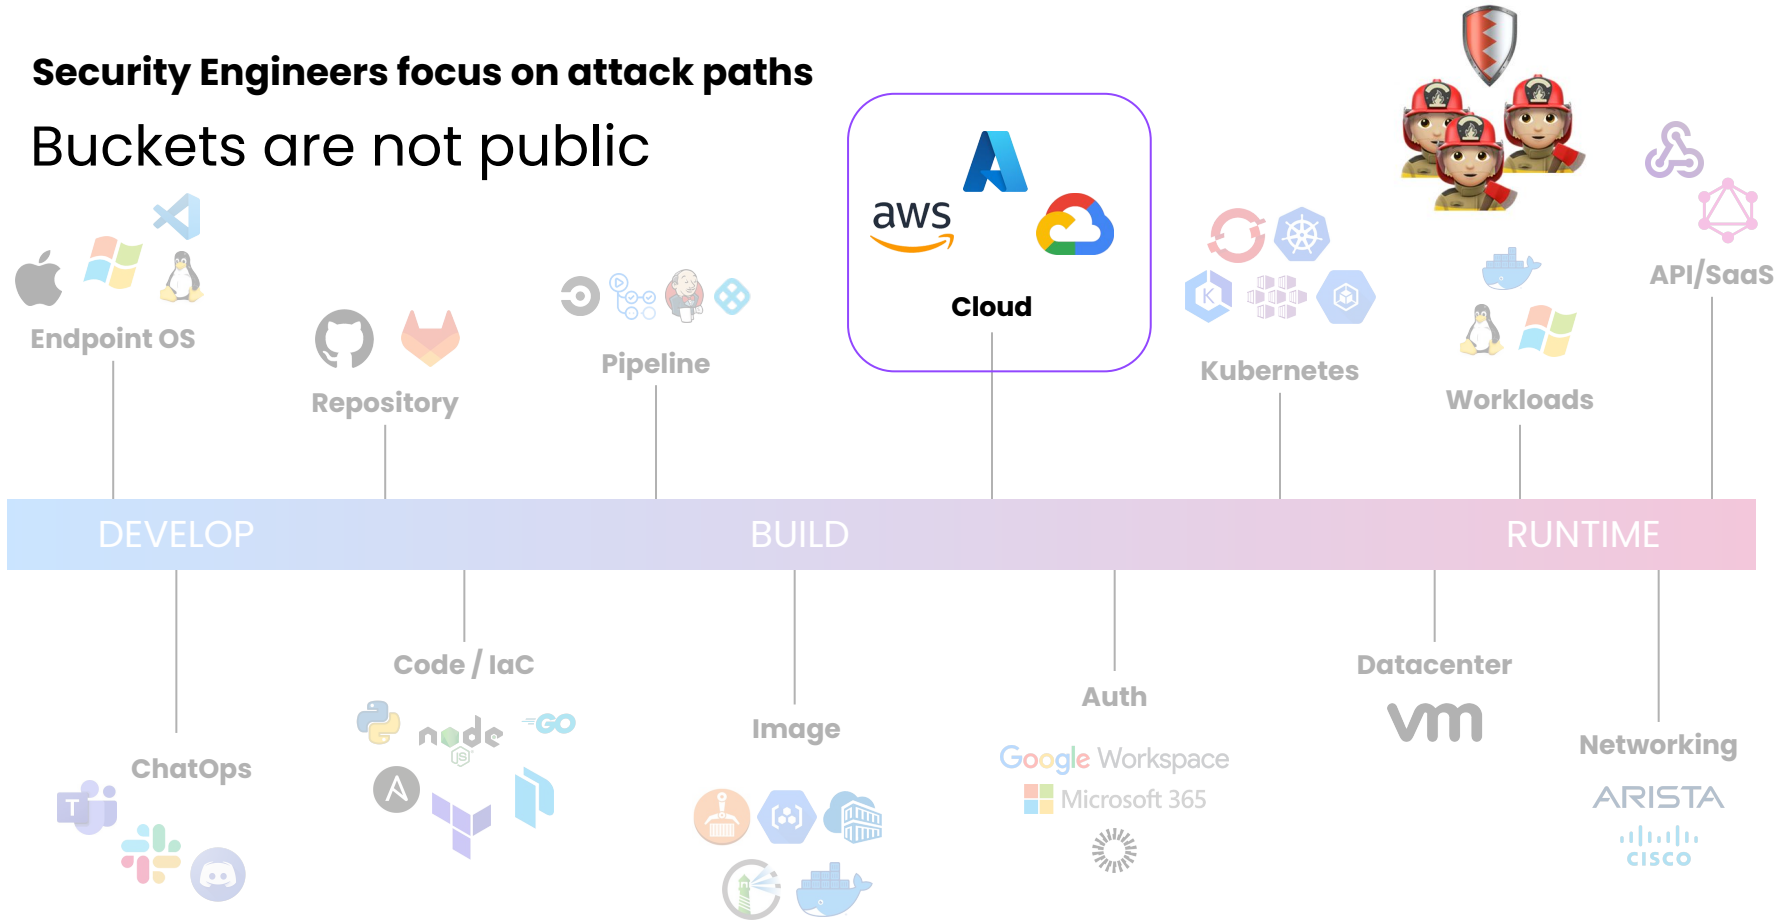 Security Engineers focus on attack paths
Buckets are not public
aws
Cloud
Endpoint OS
Repository
Pipeline
K
Kubernetes
Workloads
API/SaaS
DEVELOP
BUILD
RUNTIME
ChatOps
T
Code / IaC
node
JS
GO
A
Image
Auth
Google Workspace
Microsoft 365
Datacenter
vm
Networking
ARISTA
CISCO